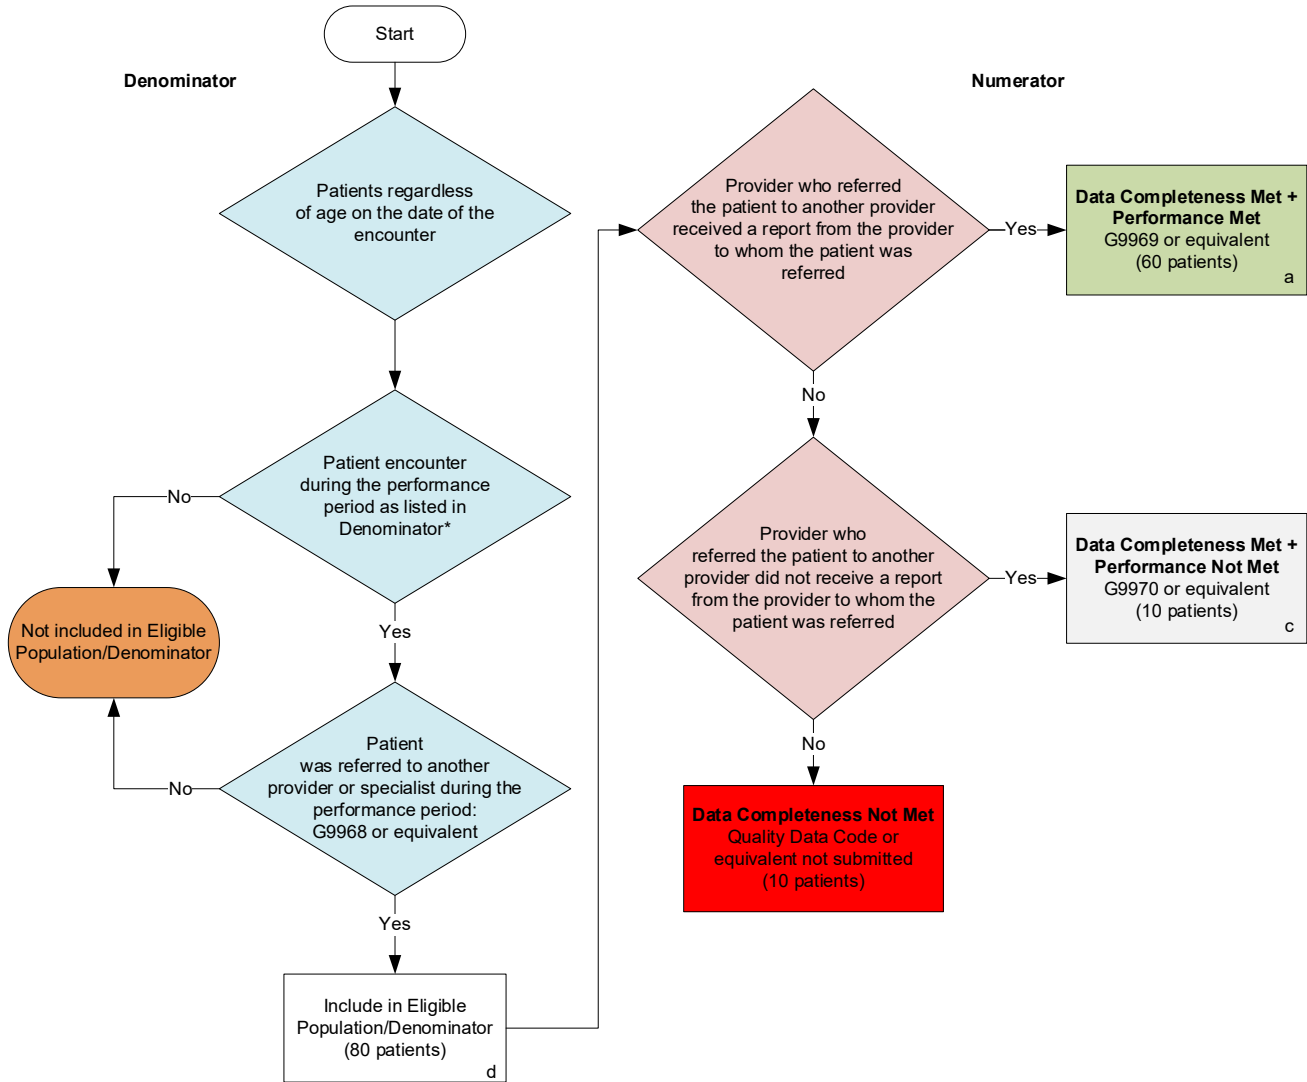 Start
Denominator
Patients regardless
of age on the date of the
encounter
Patient encounter
during the performance
period as listed in
Denominator*
No
Yes
Not included in Eligible
Population/Denominator
Patient
was referred to another
provider or specialist during the
performance period:
G9968 or equivalent
No
Yes
Include in Eligible
Population/Denominator
(80 patients)
d
Numerator
Provider who referred
the patient to another provider
received a report from the provider
to whom the patient was
referred
Yes
Data Completeness Met +
Performance Met
G9969 or equivalent
(60 patients)
a
No
Provider who
referred the patient to another
provider did not receive a report
from the provider to whom the
patient was referred
Yes
Data Completeness Met +
Performance Not Met
G9970 or equivalent
(10 patients)
c
No
Data Completeness Not Met
Quality Data Code or
equivalent not submitted
(10 patients)